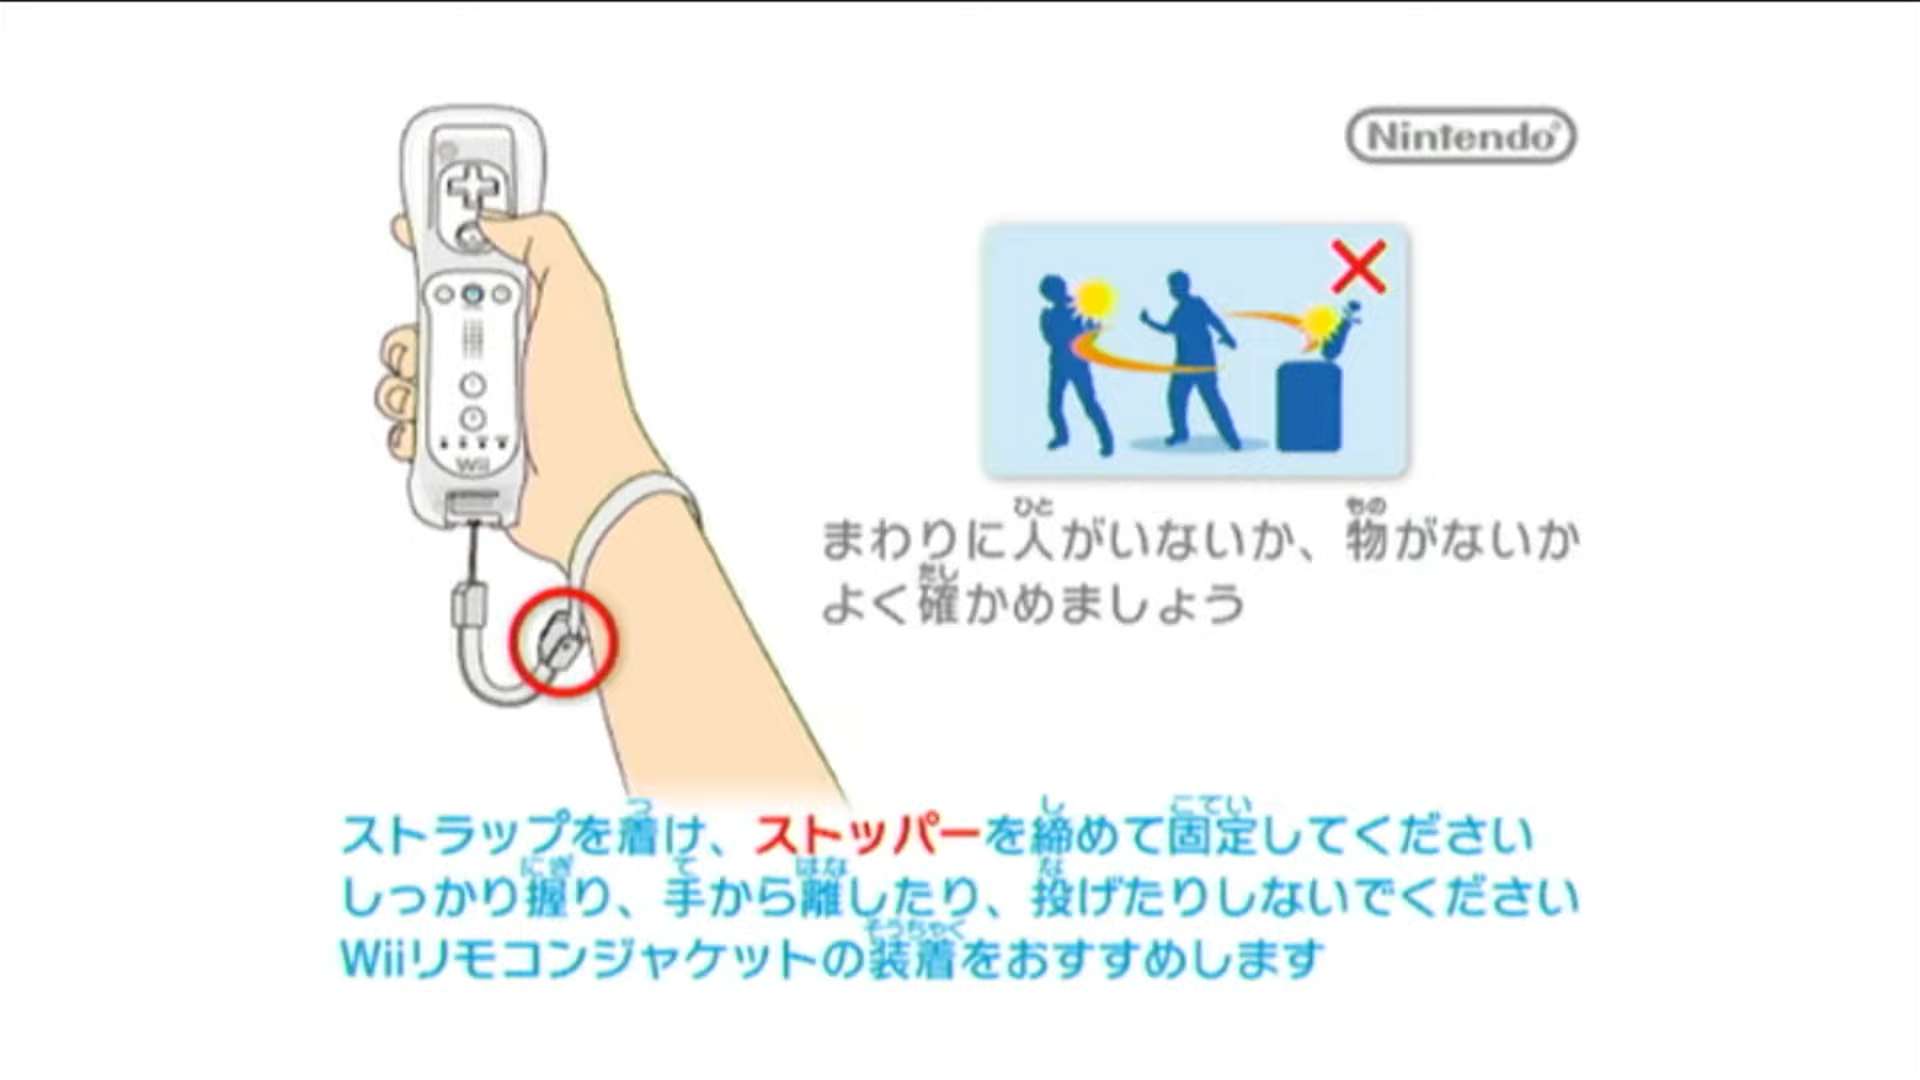 Nintendo
Wii
まわりに人がいないか、物がないか
よく確かめましょう
ストラップを着け、ストッパーを締めて固定してください
しっかり握り、手から離したり、投げたりしないでください
Wiiリモコンジャケットの装着をおすすめします